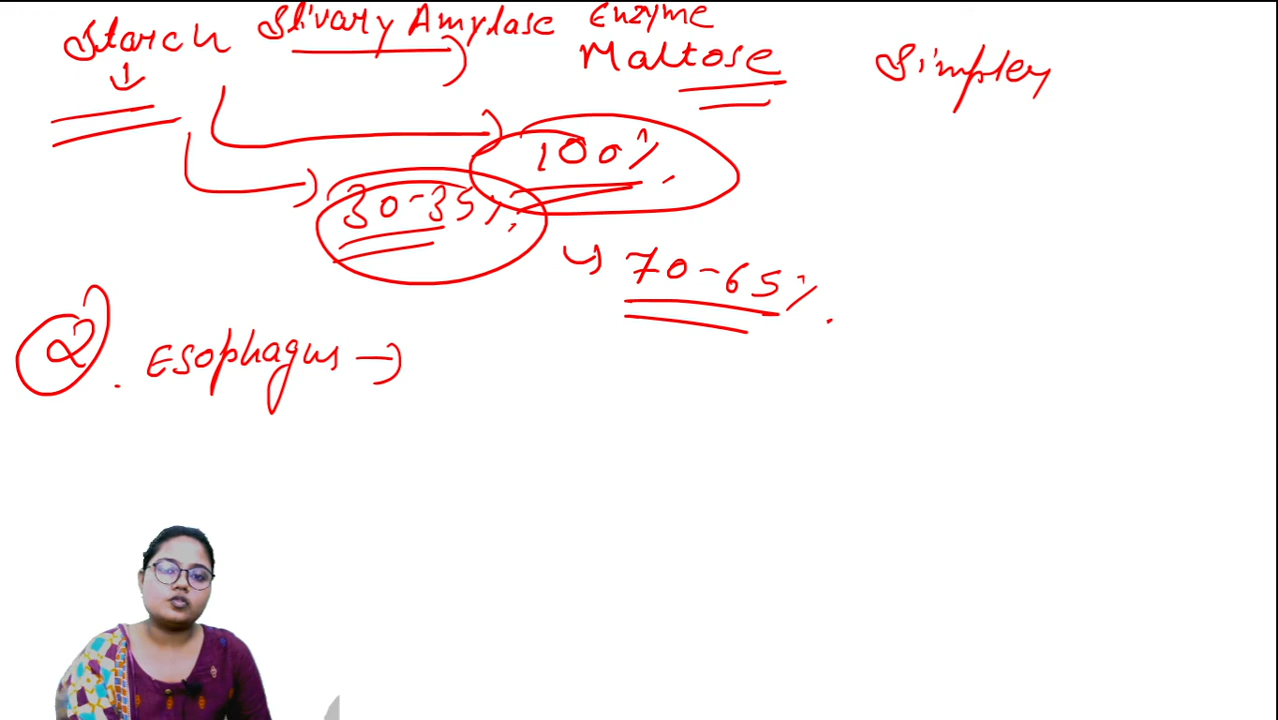 Starch Slivary Amylase Enzyme Maltose Simpler
100%.
30-35%.
70-65%.
2. Esophagus →